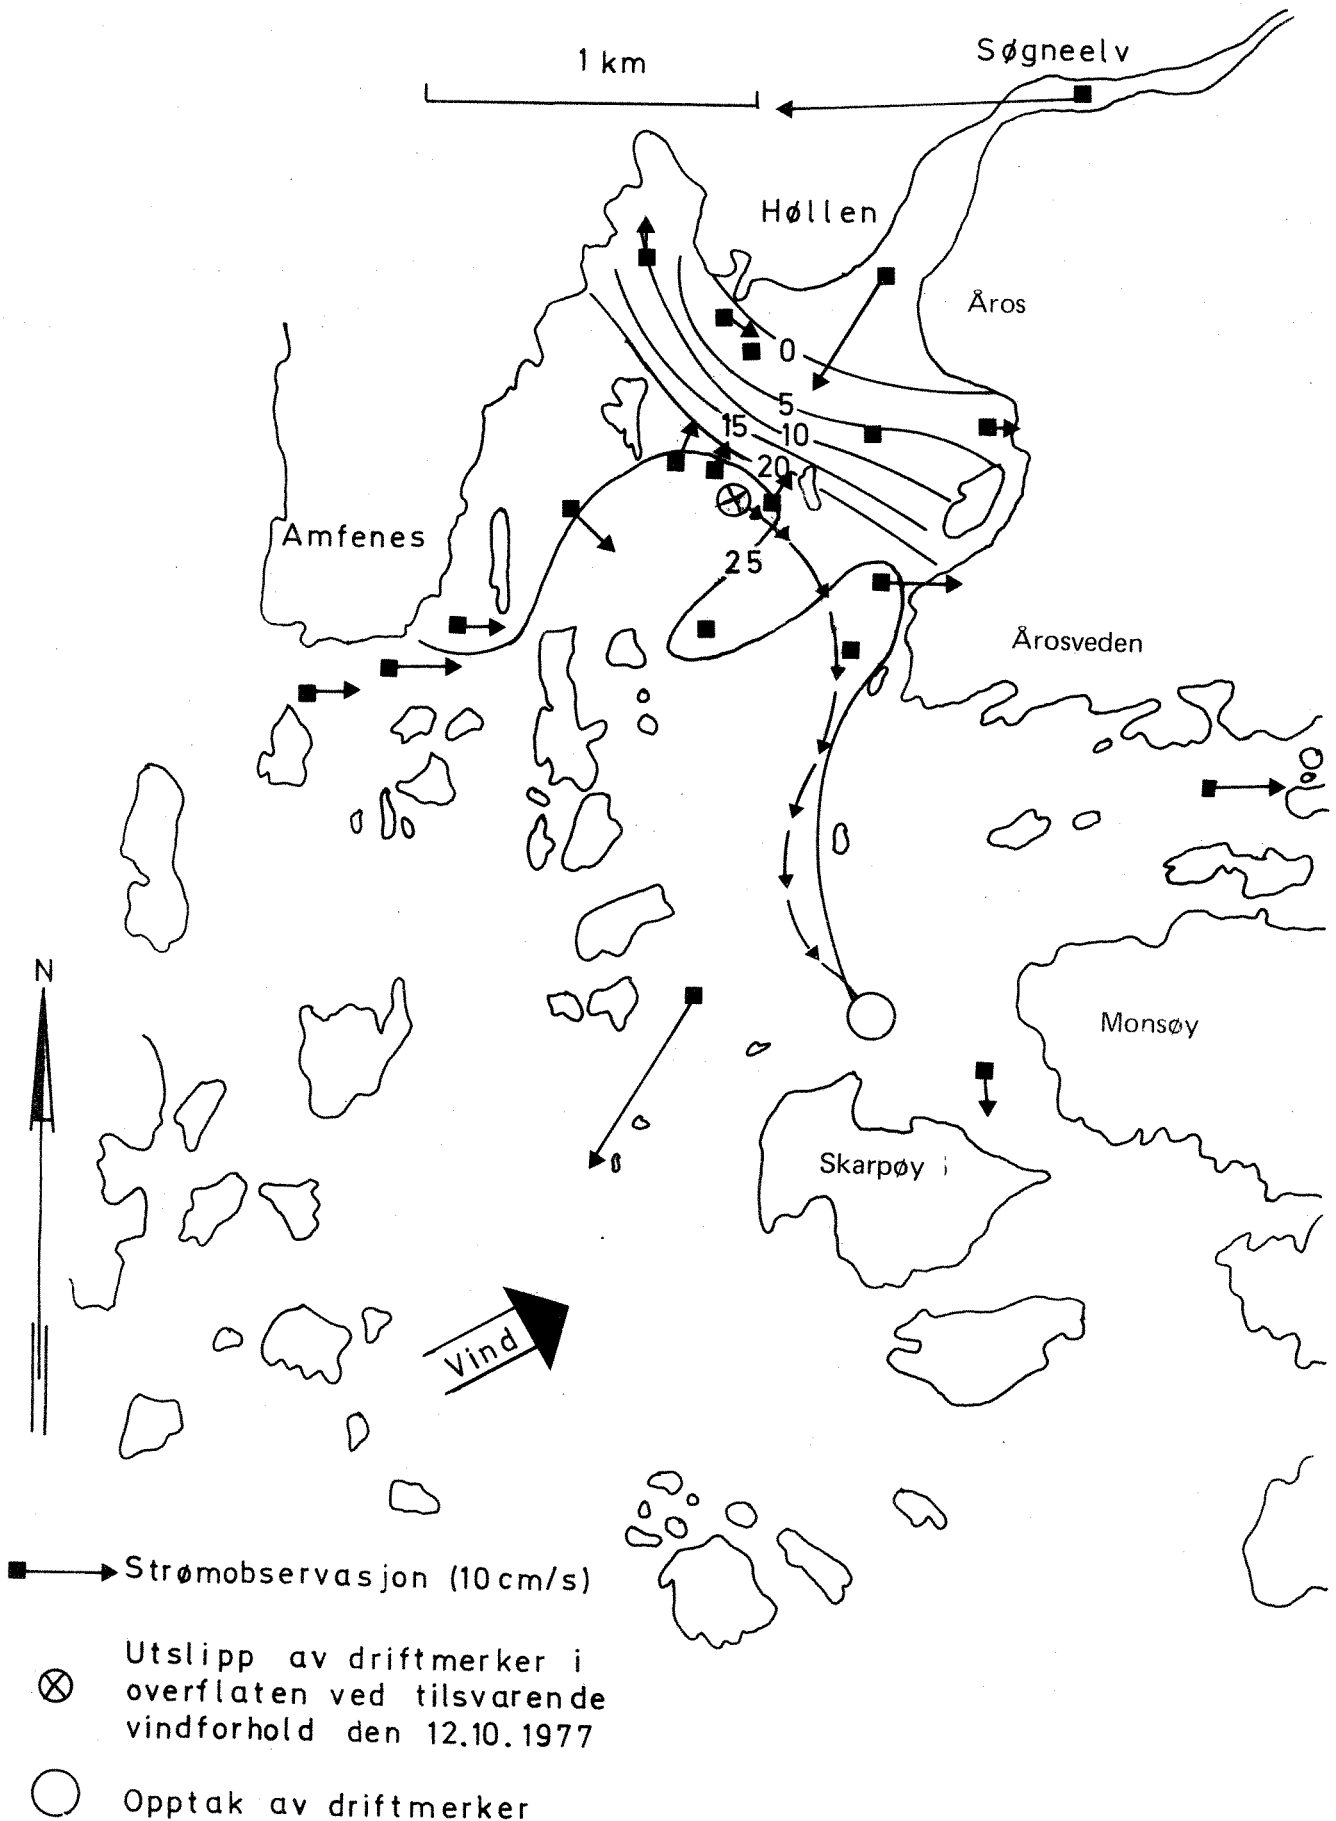 Søgneelv
1 km
Høllen
Åros
0
5
15
10
20
Amfenes
25
Årosveden
N
Monsøy
Skarpøy
Vind
Strømobservasjon (10 cm/s)
Utslipp av driftmerker i
overflaten ved tilsvarende
vindforhold den 12.10.1977
Opptak av driftmerker